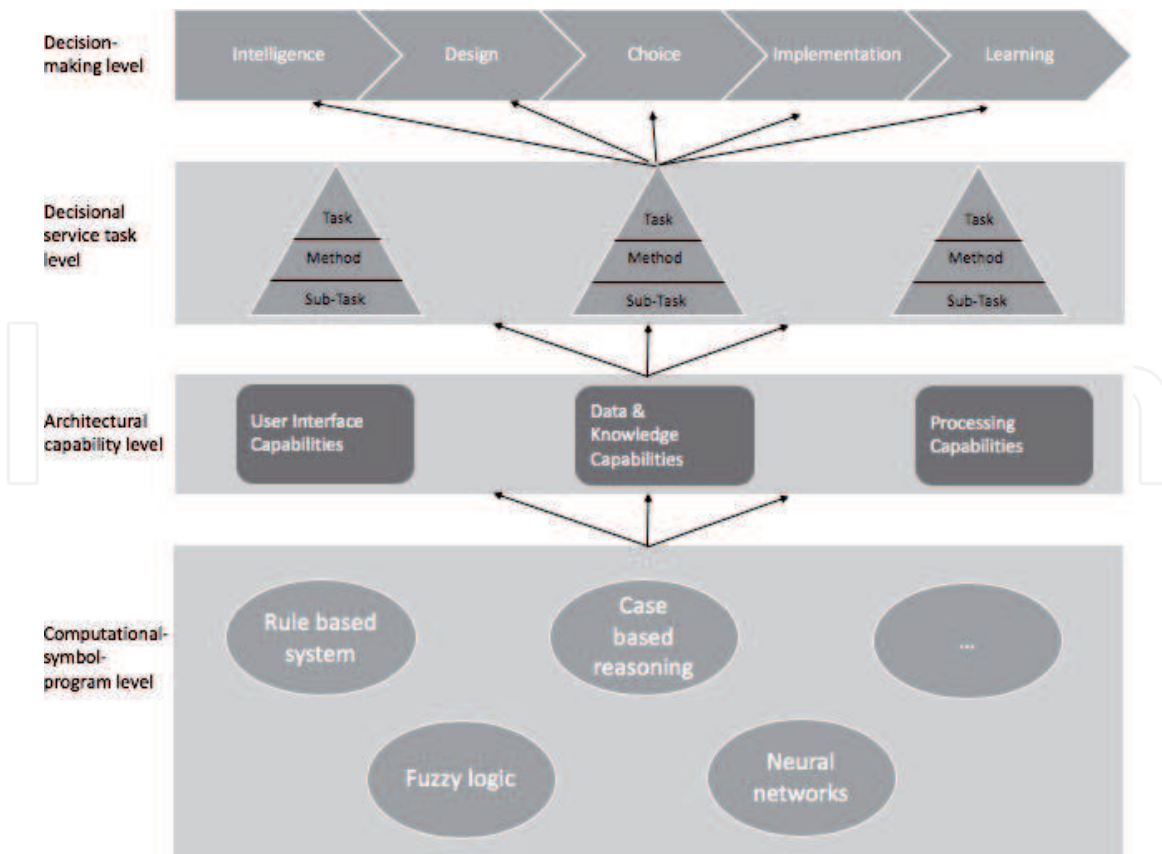 Decision-
making level
Intelligence
Design
Choice
Implementation
Learning
Decisional
service task
level
Task
Method
Sub-Task
Task
Method
Sub-Task
Task
Method
Sub-Task
Architectural
capability level
User Interface
Capabilities
Data &
Knowledge
Capabilities
Processing
Capabilities
Computational-
symbol-
program level
Rule based
system
Case
based
reasoning
...
Fuzzy logic
Neural
networks